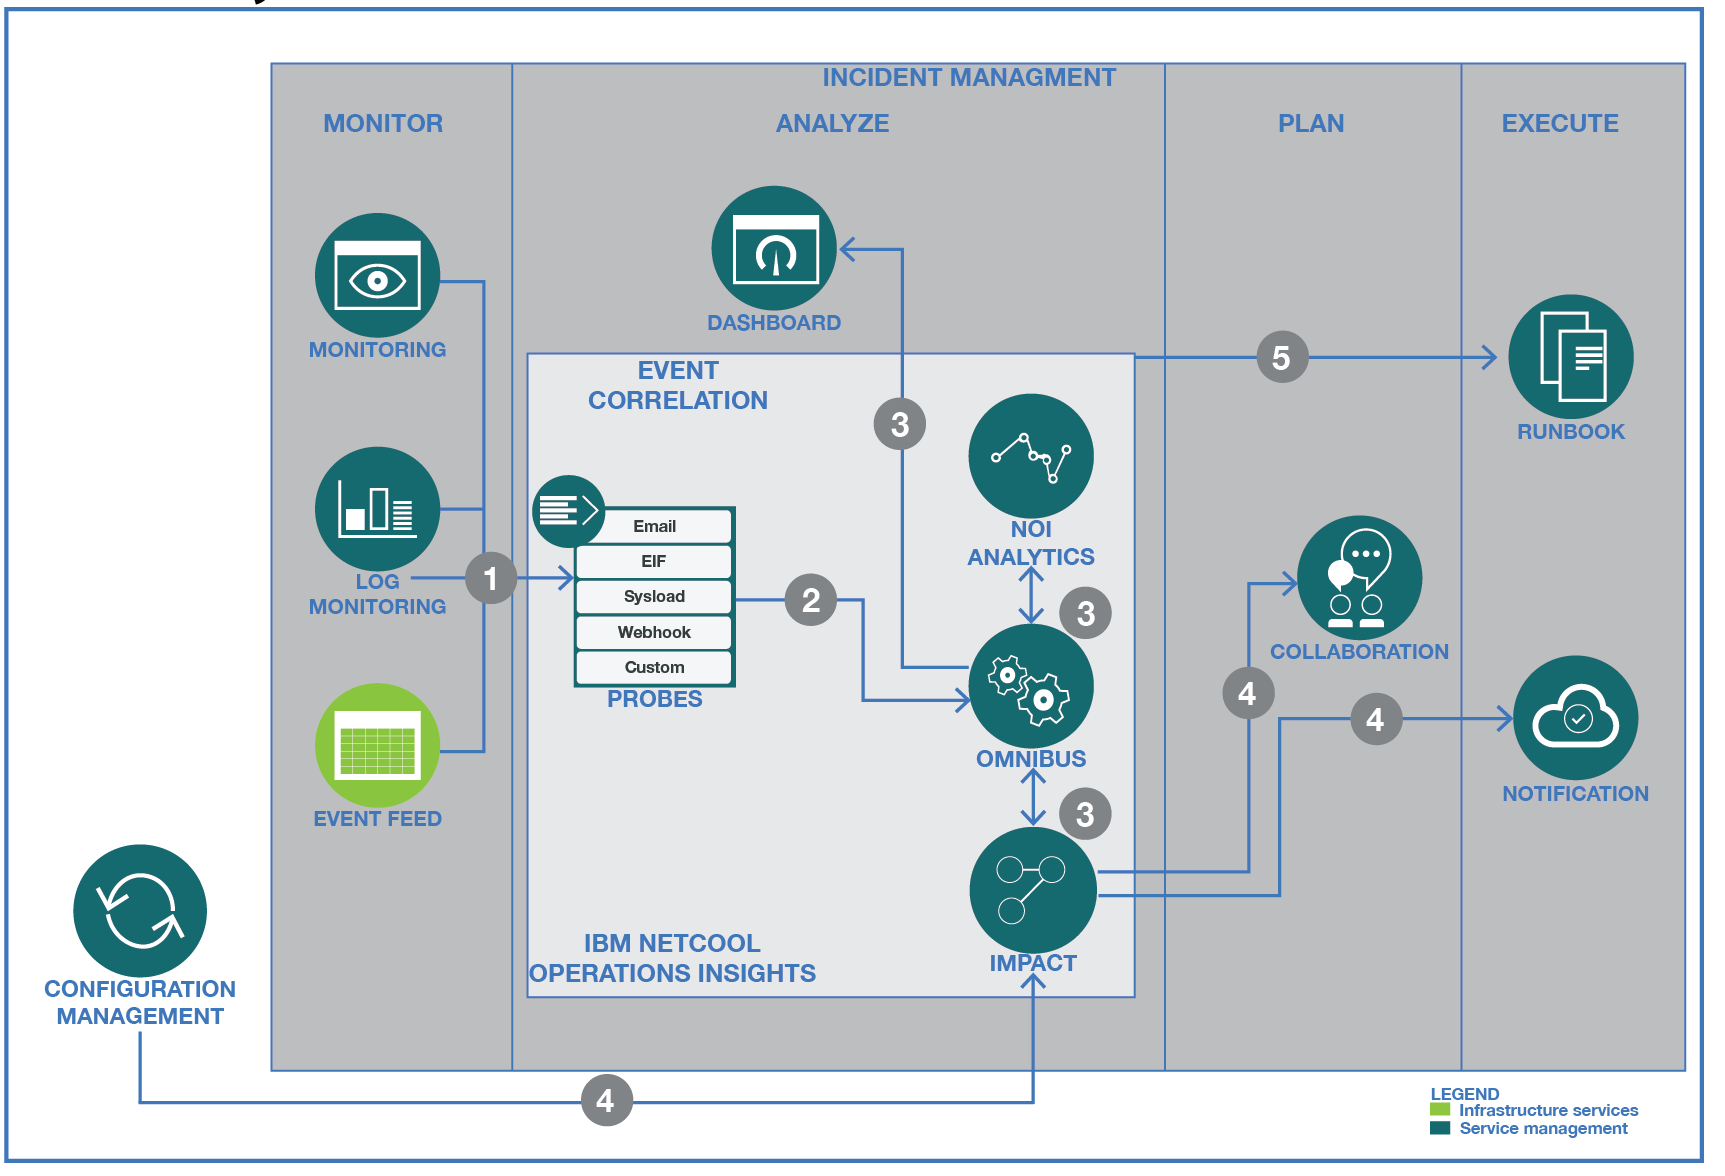 INCIDENT MANAGMENT
MONITOR
ANALYZE
PLAN
EXECUTE
MONITORING
LOG
MONITORING
EVENT FEED
CONFIGURATION
MANAGEMENT
1
DASHBOARD
EVENT
CORRELATION
3
Email
EIF
Sysload
Webhook
Custom
PROBES
2
NOI
ANALYTICS
3
OMNIBUS
3
IMPACT
IBM NETCOOL
OPERATIONS INSIGHTS
4
5
COLLABORATION
4
4
RUNBOOK
NOTIFICATION
LEGEND
Infrastructure services
Service management